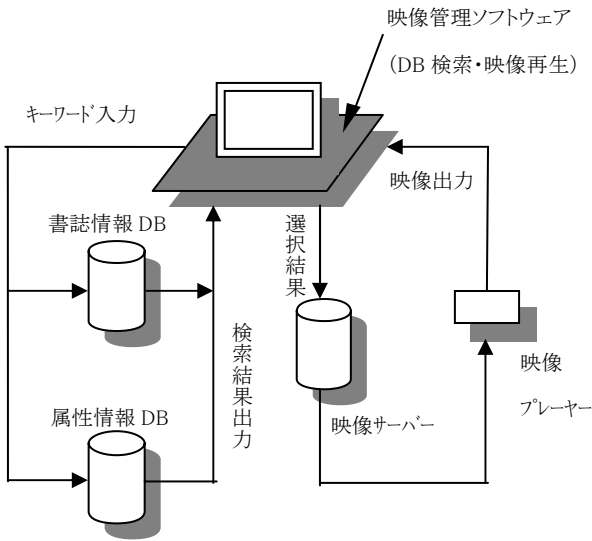 映像管理ソフトウェア
（DB 検索・映像再生）
キーワード入力
映像出力
書誌情報 DB
選択結果
検索結果出力
映像
プレーヤー
属性情報 DB
映像サーバー